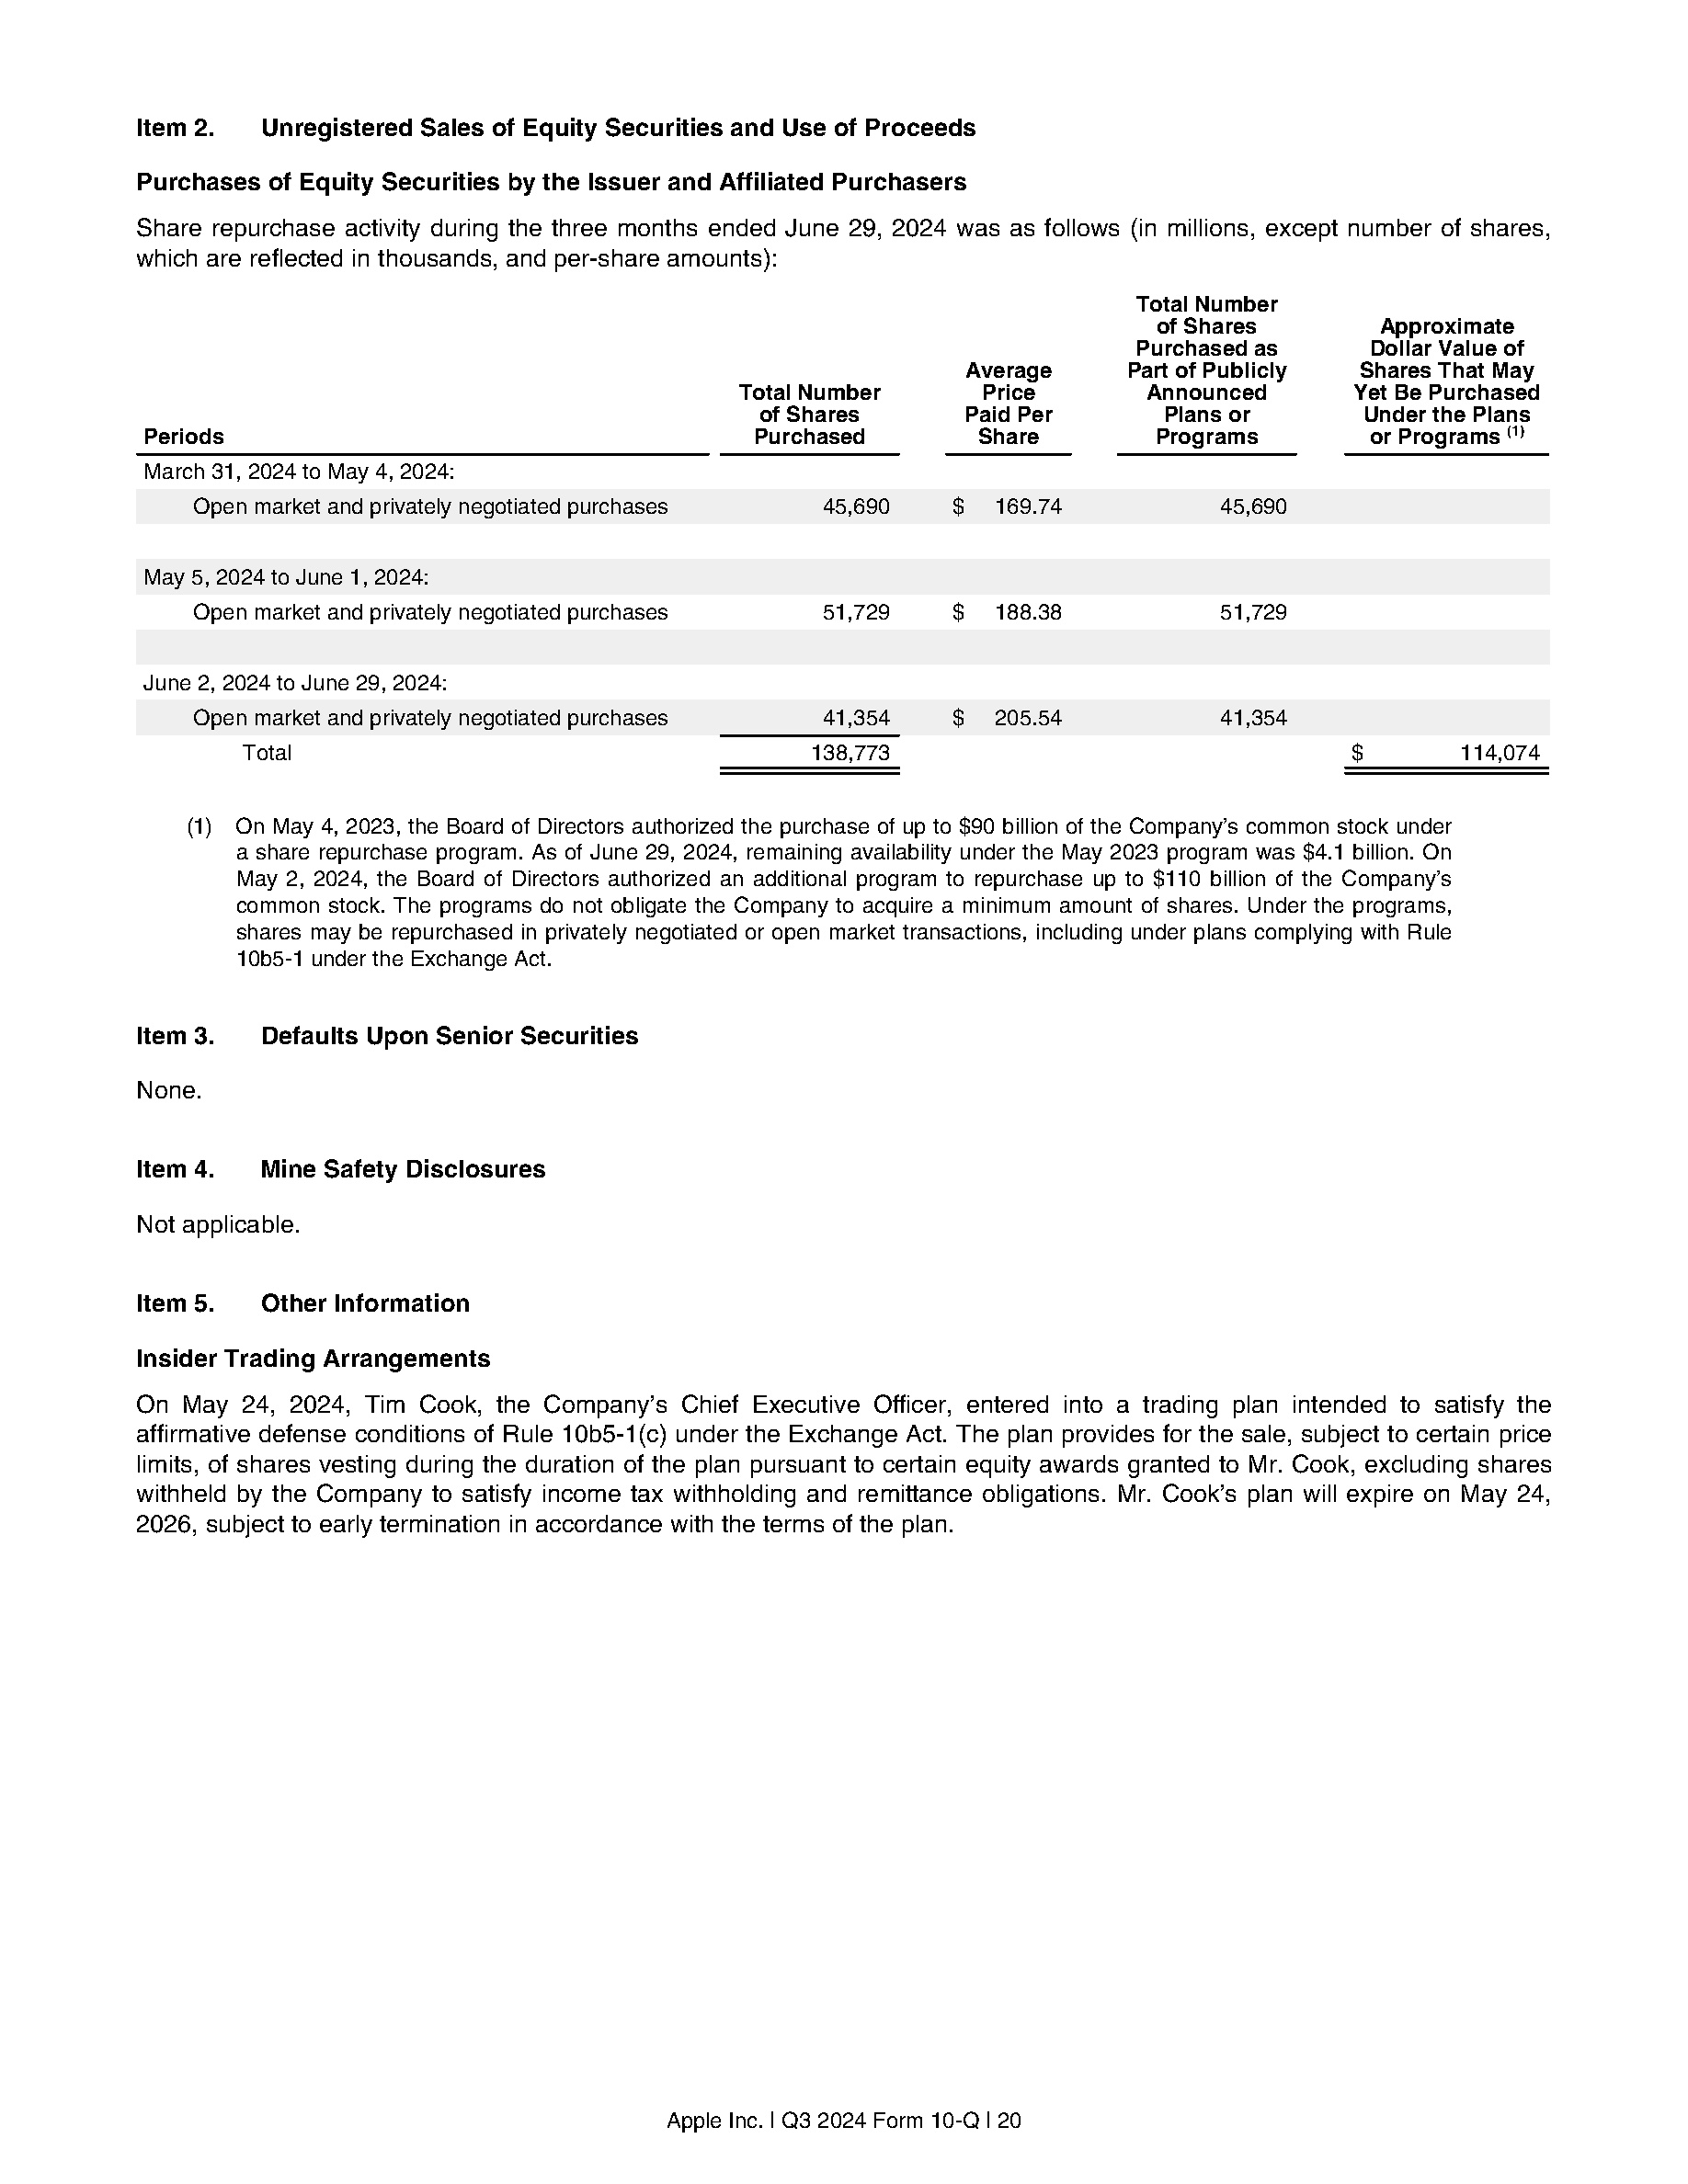 Item 2. Unregistered Sales of Equity Securities and Use of Proceeds
Purchases of Equity Securities by the Issuer and Affiliated Purchasers
Share repurchase activity during the three months ended June 29, 2024 was as follows (in millions, except number of shares,
which are reflected in thousands, and per-share amounts):
Periods
Total Number
of Shares
Purchased
Average
Price
Paid Per
Share
Total Number
of Shares
Purchased as
Part of Publicly
Announced
Plans or
Programs
Approximate
Dollar Value of
Shares That May
Yet Be Purchased
Under the Plans
or Programs (1)
March 31, 2024 to May 4, 2024:
Open market and privately negotiated purchases 45,690 $ 169.74 45,690
May 5, 2024 to June 1, 2024:
Open market and privately negotiated purchases 51,729 $ 188.38 51,729
June 2, 2024 to June 29, 2024:
Open market and privately negotiated purchases 41,354 $ 205.54 41,354
Total 138,773 $ 114,074
(1) On May 4, 2023, the Board of Directors authorized the purchase of up to $90 billion of the Company’s common stock under
a share repurchase program. As of June 29, 2024, remaining availability under the May 2023 program was $4.1 billion. On
May 2, 2024, the Board of Directors authorized an additional program to repurchase up to $110 billion of the Company’s
common stock. The programs do not obligate the Company to acquire a minimum amount of shares. Under the programs,
shares may be repurchased in privately negotiated or open market transactions, including under plans complying with Rule
10b5-1 under the Exchange Act.
Item 3. Defaults Upon Senior Securities
None.
Item 4. Mine Safety Disclosures
Not applicable.
Item 5. Other Information
Insider Trading Arrangements
On May 24, 2024, Tim Cook, the Company’s Chief Executive Officer, entered into a trading plan intended to satisfy the
affirmative defense conditions of Rule 10b5-1(c) under the Exchange Act. The plan provides for the sale, subject to certain price
limits, of shares vesting during the duration of the plan pursuant to certain equity awards granted to Mr. Cook, excluding shares
withheld by the Company to satisfy income tax withholding and remittance obligations. Mr. Cook’s plan will expire on May 24,
2026, subject to early termination in accordance with the terms of the plan.
Apple Inc. | Q3 2024 Form 10-Q | 20